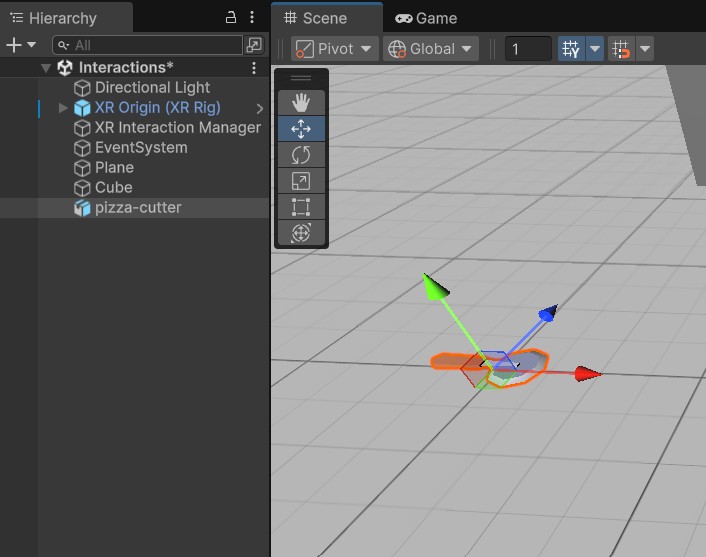 Hierarchy
All
Interactions*
Directional Light
XR Origin (XR Rig)
XR Interaction Manager
EventSystem
Plane
Cube
pizza-cutter
Scene
Game
Pivot
Global
1